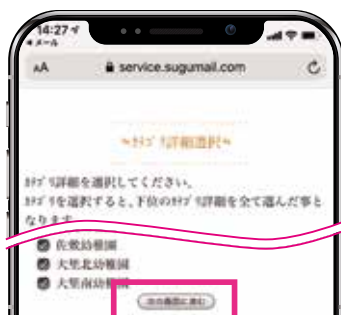 14:27
◀ メール
AA service.sugumail.com
〜ｶﾃｺﾞﾘ詳細選択〜
ｶﾃｺﾞﾘ詳細を選択してください。
ｶﾃｺﾞﾘを選択すると、下位のｶﾃｺﾞﾘ詳細を全て選んだ事と
なります
佐敷幼稚園
大里北幼稚園
大里南幼稚園
次の画面に進む